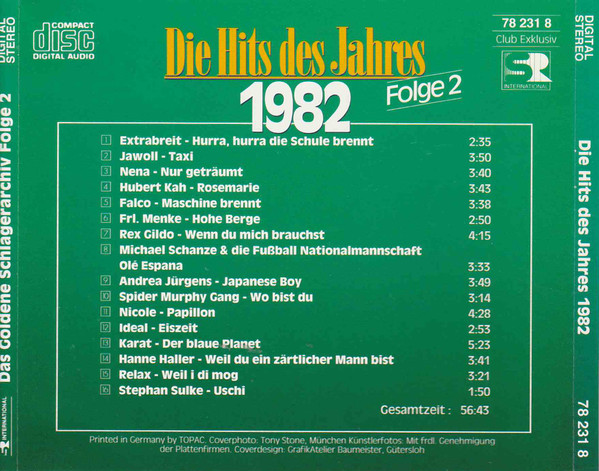 COMPACT
disc
DIGITAL AUDIO
Die Hits des Jahres
1982
Folge 2
78 231 8
Club Exklusiv
SR
INTERNATIONAL
1 Extrabreit - Hurra, hurra die Schule brennt 2:35
2 Jawoll - Taxi 3:50
3 Nena - Nur geträumt 3:40
4 Hubert Kah - Rosemarie 3:43
5 Falco - Maschine brennt 3:38
6 Frl. Menke - Hohe Berge 2:50
7 Rex Gildo - Wenn du mich brauchst 4:15
8 Michael Schanze & die Fußball Nationalmannschaft
Olé Espana 3:33
9 Andrea Jürgens - Japanese Boy 3:49
10 Spider Murphy Gang - Wo bist du 3:14
11 Nicole - Papillon 4:28
12 Ideal - Eiszeit 2:53
13 Karat - Der blaue Planet 5:23
14 Hanne Haller - Weil du ein zärtlicher Mann bist 3:41
15 Relax - Weil i di mog 3:21
16 Stephan Sulke - Uschi 1:50
Gesamtzeit : 56:43
Printed in Germany by TOPAC. Coverphoto: Tony Stone, München Künstlerfotos: Mit frdl. Genehmigung
der Plattenfirmen. Coverdesign: GrafikAtelier Baumeister, Gütersloh
INTERNATIONAL
Das Goldene Schlagerarchiv Folge 2
DIGITAL
STEREO
DIGITAL
STEREO
Die Hits des Jahres 1982
78 231 8